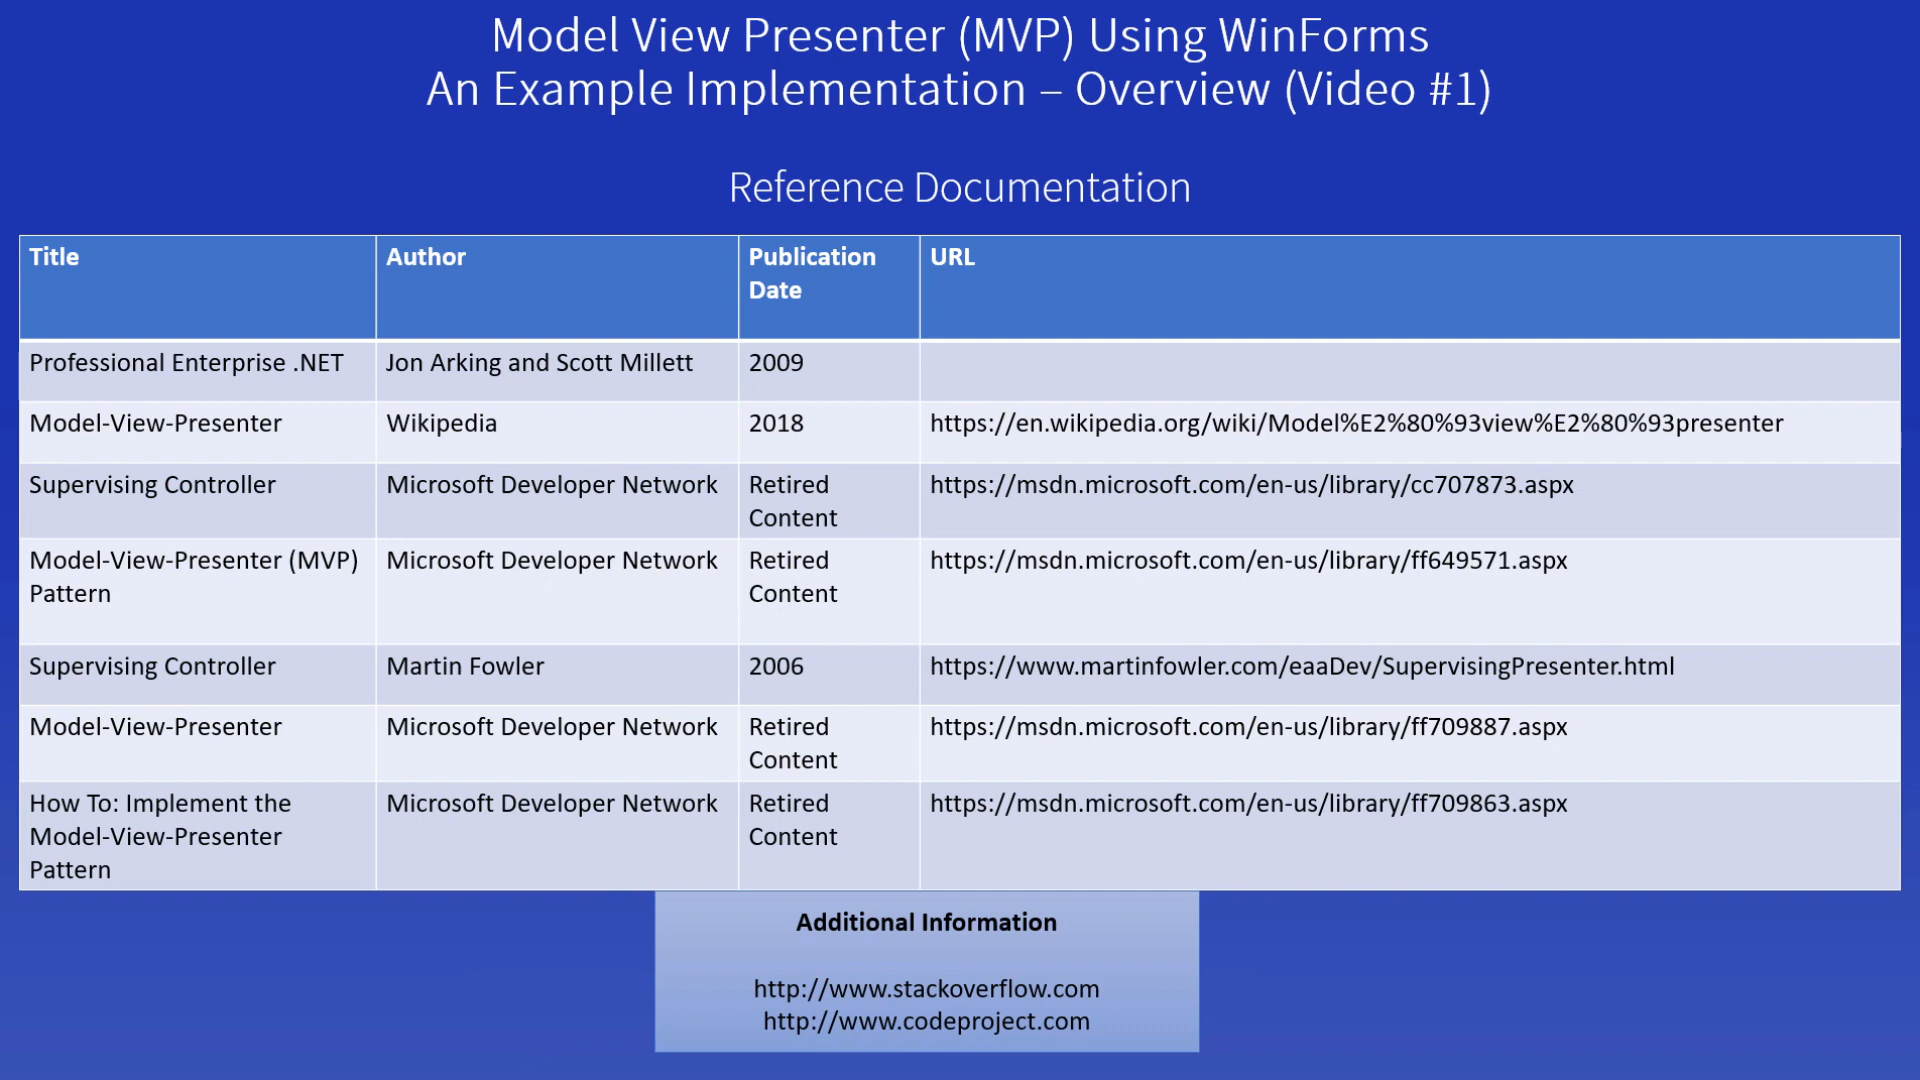 Model View Presenter (MVP) Using WinForms
An Example Implementation – Overview (Video #1)
Reference Documentation
Title Author Publication Date URL
Professional Enterprise .NET Jon Arking and Scott Millett 2009
Model-View-Presenter Wikipedia 2018 https://en.wikipedia.org/wiki/Model%E2%80%93view%E2%80%93presenter
Supervising Controller Microsoft Developer Network Retired Content https://msdn.microsoft.com/en-us/library/cc707873.aspx
Model-View-Presenter (MVP) Pattern Microsoft Developer Network Retired Content https://msdn.microsoft.com/en-us/library/ff649571.aspx
Supervising Controller Martin Fowler 2006 https://www.martinfowler.com/eaaDev/SupervisingPresenter.html
Model-View-Presenter Microsoft Developer Network Retired Content https://msdn.microsoft.com/en-us/library/ff709887.aspx
How To: Implement the Model-View-Presenter Pattern Microsoft Developer Network Retired Content https://msdn.microsoft.com/en-us/library/ff709863.aspx
Additional Information
http://www.stackoverflow.com
http://www.codeproject.com